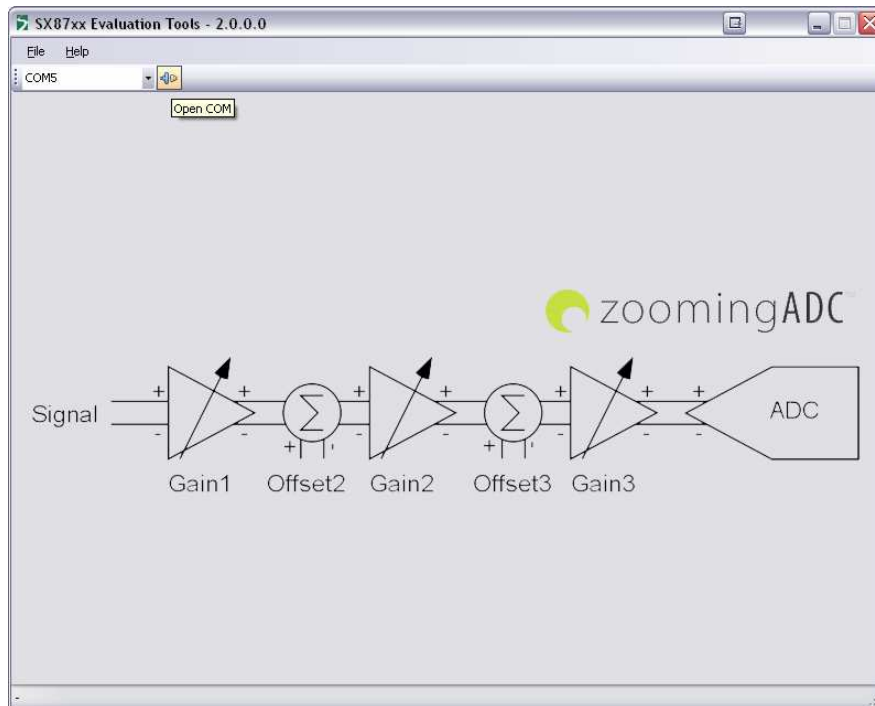 SX87xx Evaluation Tools - 2.0.0.0
File Help
COM5
Open COM
zoomingADC™
Signal
+ + + + + + +
- - - - - - -
+ ' + '
ADC
Gain1 Offset2 Gain2 Offset3 Gain3
-